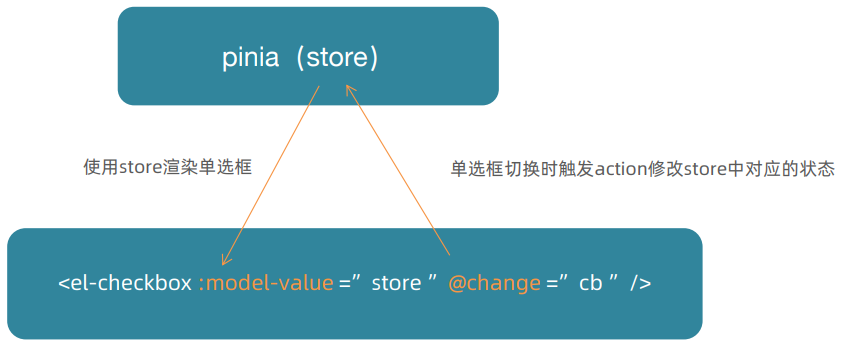 pinia（store）
使用store渲染单选框
单选框切换时触发action修改store中对应的状态
<el-checkbox :model-value =” store ” @change =” cb ” />